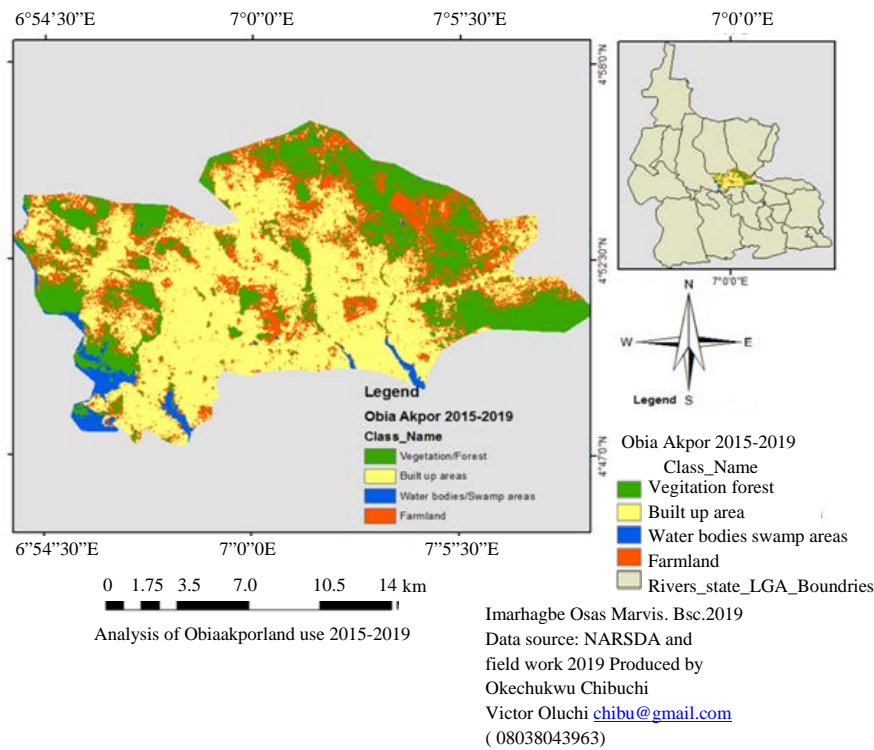 6°54'30”E 7°0'0”E 7°5”5'30”E
7°0'0”E
4°58'0”N
4°52'30”N
4°47'0”N
7°0'0”E
N
W E
S
Legend
Legend
Obia Akpor 2015-2019
Class_Name
Vegetation/Forest
Built up areas
Water bodies/Swamp areas
Farmland
6°54'30”E 7°0'0E 7°5”5'30”E
Obia Akpor 2015-2019
Class_Name
Vegitation forest
Built up area
Water bodies swamp areas
Farmland
Rivers_state_LGA_Boundries
0 1.75 3.5 7.0 10.5 14 km
Analysis of Obiaakporland use 2015-2019
Imarhagbe Osas Marvis. Bsc.2019
Data source: NARSDA and
field work 2019 Produced by
Okechukwu Chibuchi
Victor Oluchi chibu@gmail.com
( 08038043963)